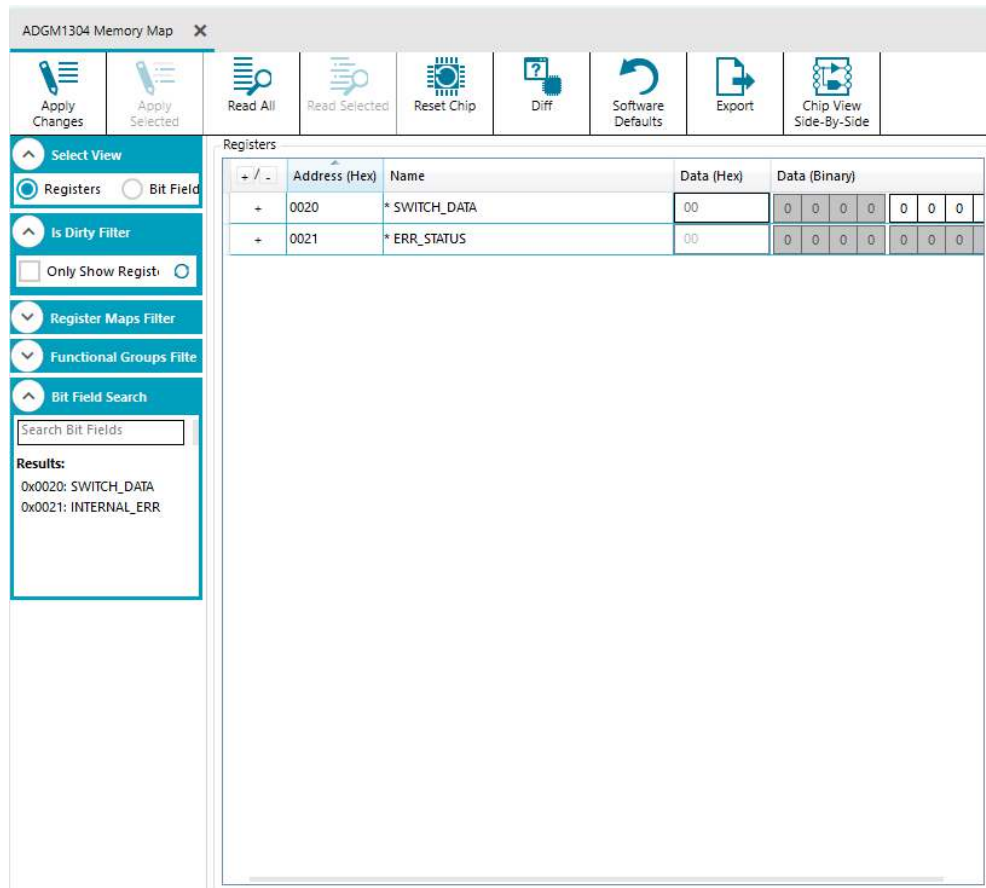 ADGM1304 Memory Map
Apply Changes
Apply Selected
Read All
Read Selected
Reset Chip
Diff
Software Defaults
Export
Chip View Side-By-Side
Select View
Registers
Bit Field
Is Dirty Filter
Only Show Regist
Register Maps Filter
Functional Groups Filte
Bit Field Search
Search Bit Fields
Results:
0x0020: SWITCH_DATA
0x0021: INTERNAL_ERR
Registers
+ / - Address (Hex) Name Data (Hex) Data (Binary)
+ 0020 * SWITCH_DATA 00 0 0 0 0 0 0 0
+ 0021 * ERR_STATUS 00 0 0 0 0 0 0 0